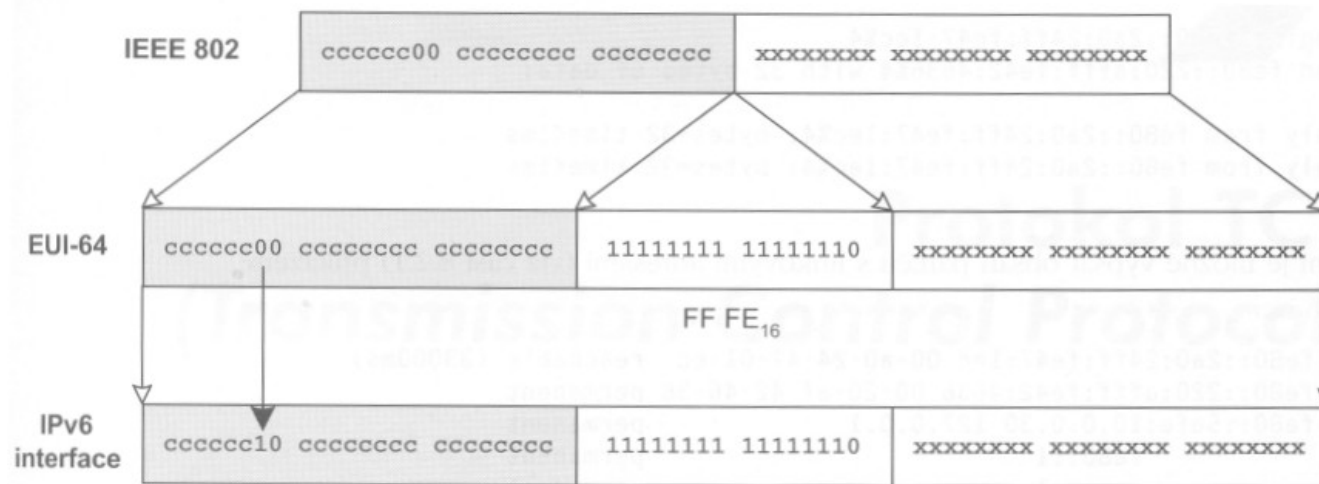 IEEE 802
cccccc00 cccccccc cccccccc
xxxxxxxx xxxxxxxx xxxxxxxx
EUI-64
cccccc00 cccccccc cccccccc
11111111 11111110
xxxxxxxx xxxxxxxx xxxxxxxx
FF FE16
IPv6
interface
cccccc10 cccccccc cccccccc
11111111 11111110
xxxxxxxx xxxxxxxx xxxxxxxx